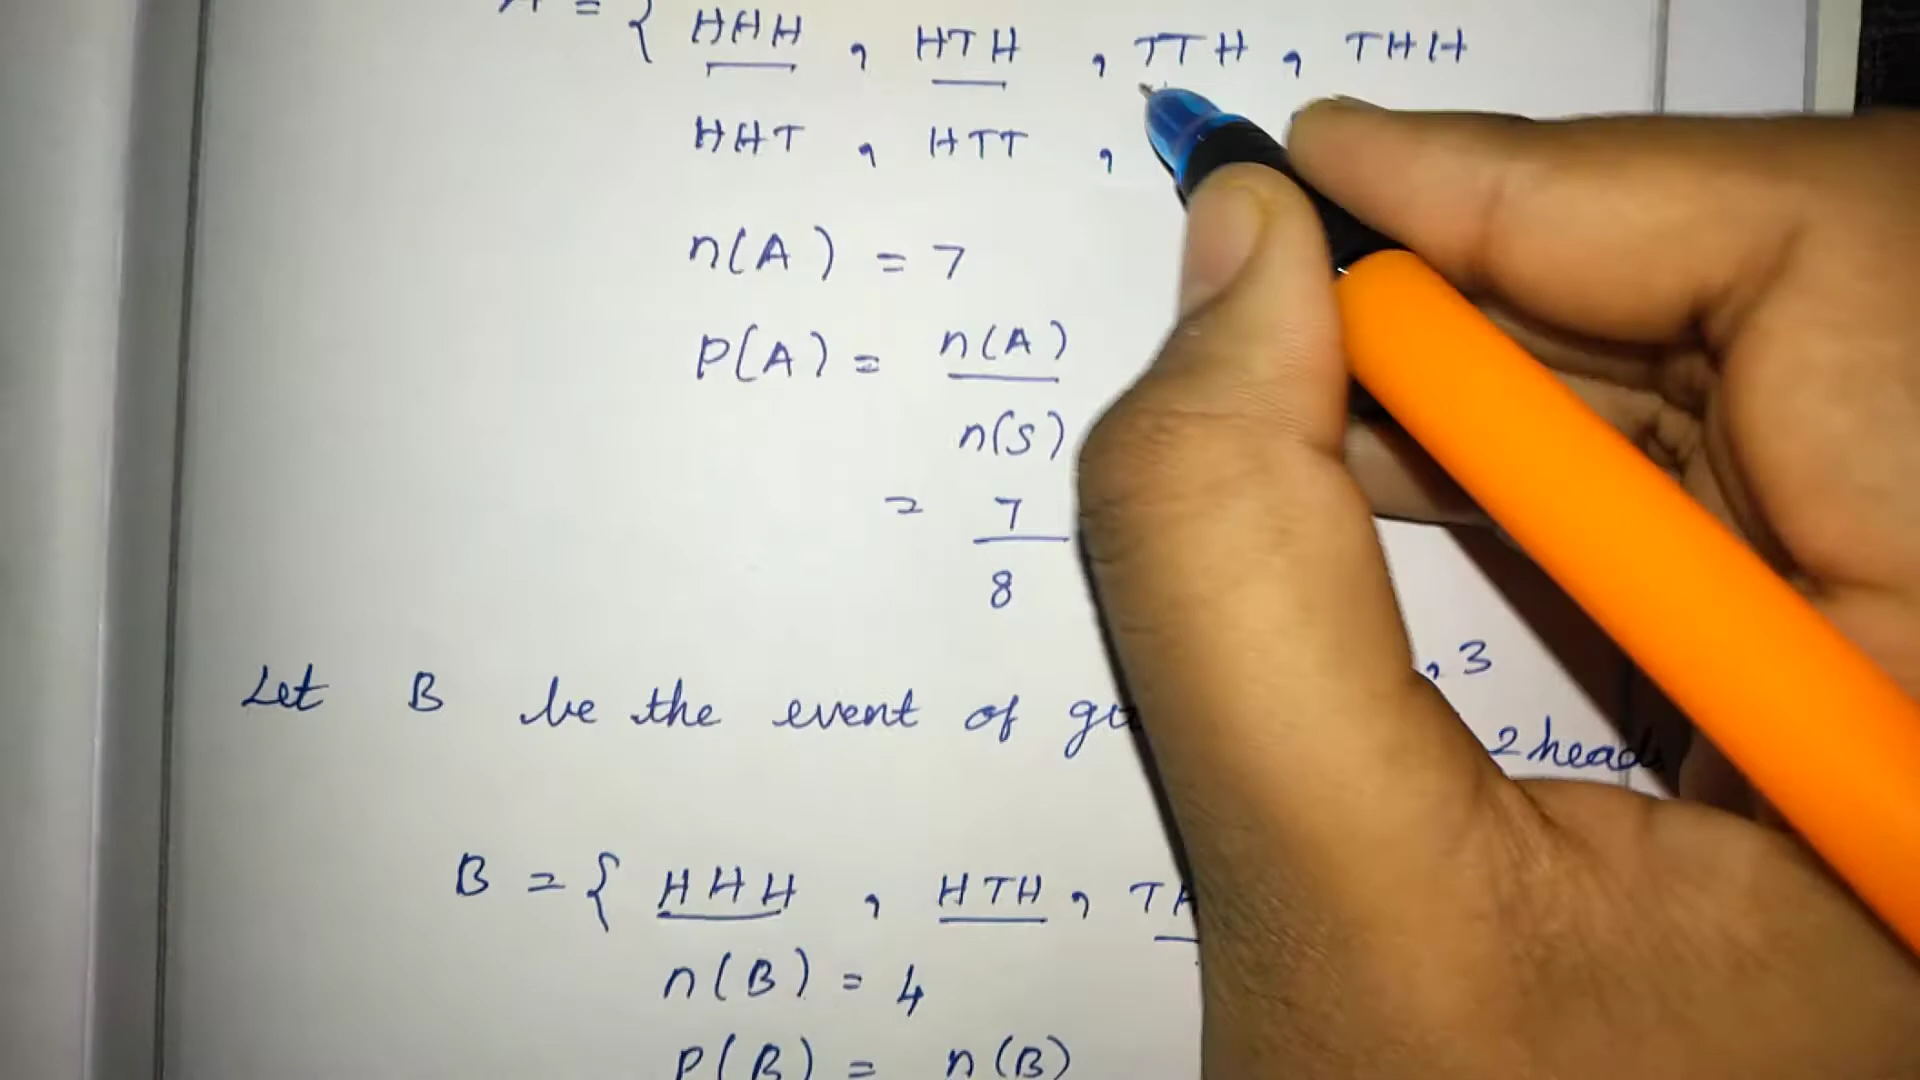 A = { HHH , HTH , TTH , THH
HHT , HTT ,
n(A) = 7
P(A) = n(A)
n(S)
= 7
8
Let B be the event of , 3
2 heads
B = { HHH , HTH ,
n(B) = 4
P(B) = n(B)